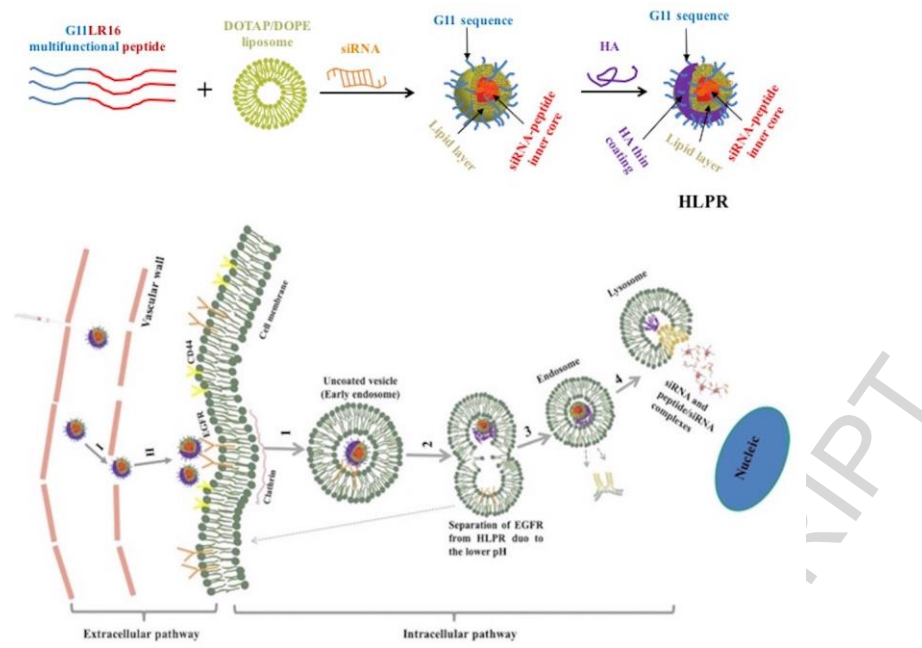 G11LR16
multifunctional peptide
+
DOTAP/DOPE
liposome
siRNA
G11 sequence
Lipid layer
siRNA-peptide
inner core
HA
G11 sequence
HA thin
coating
Lipid layer
siRNA-peptide
inner core
HLPR
Vascular wall
I
II
CD44
EGFR
Cell membrane
Clathrin
1
Uncoated vesicle
(Early endosome)
2
Separation of EGFR
from HLPR duo to
the lower pH
3
Endosome
4
Lysosome
siRNA and
peptide/siRNA
complexes
Nucleic
Extracellular pathway
Intracellular pathway
RIPT